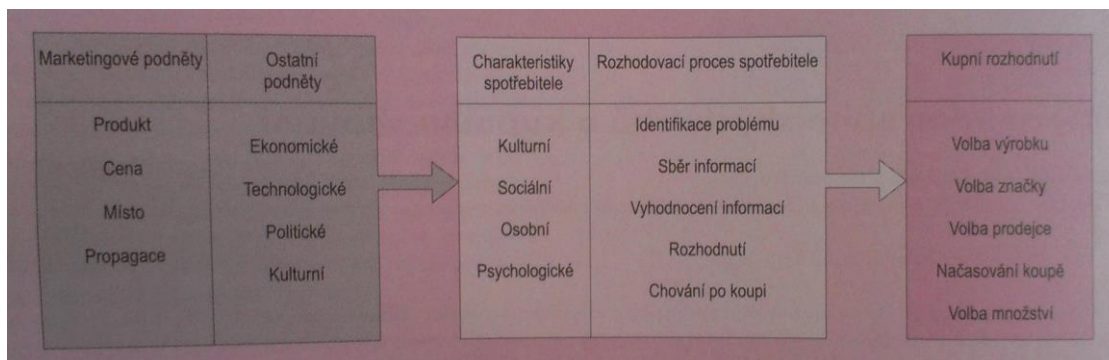 Marketingové podněty
Ostatní
podněty
Produkt
Cena
Místo
Propagace
Ekonomické
Technologické
Politické
Kulturní
Charakteristiky
spotřebitele
Rozhodovací proces spotřebitele
Kulturní
Sociální
Osobní
Psychologické
Identifikace problému
Sběr informací
Vyhodnocení informací
Rozhodnutí
Chování po koupi
Kupní rozhodnutí
Volba výrobku
Volba značky
Volba prodejce
Načasování koupě
Volba množství